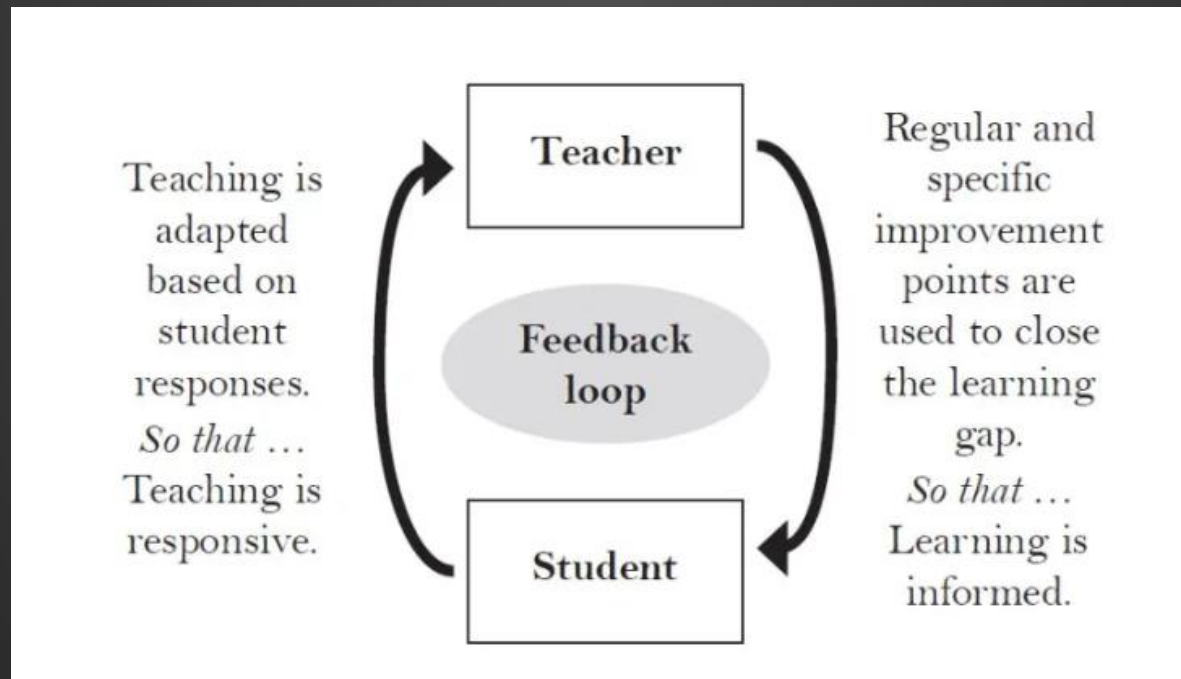 Teacher
Teaching is
adapted
based on
student
responses.
So that …
Teaching is
responsive.
Feedback
loop
Regular and
specific
improvement
points are
used to close
the learning
gap.
So that …
Learning is
informed.
Student